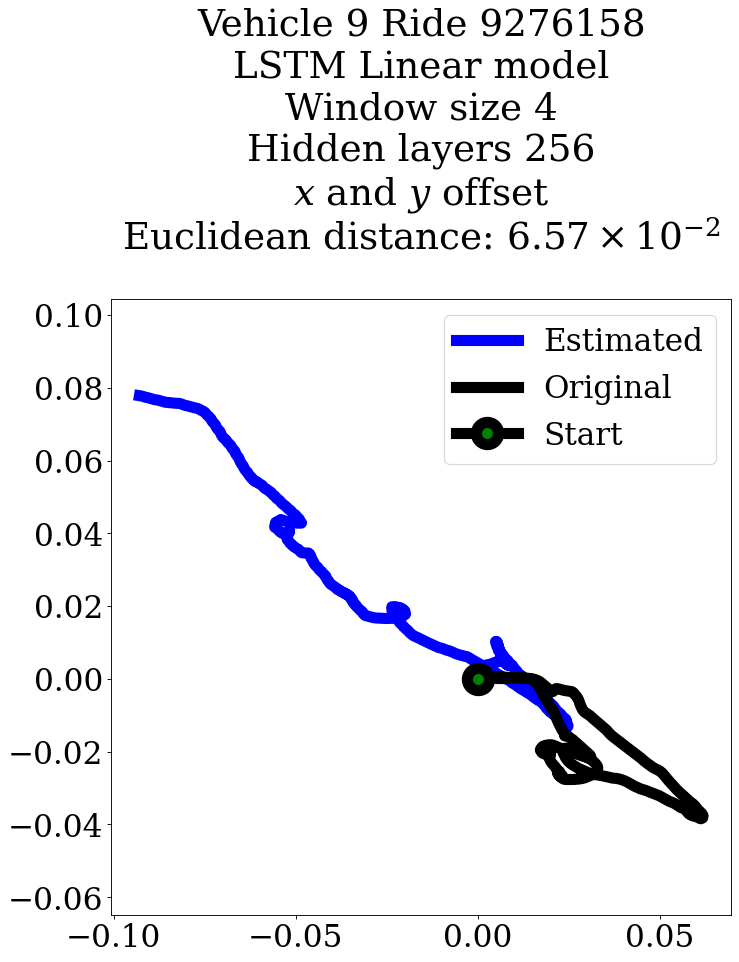 Vehicle 9 Ride 9276158
LSTM Linear model
Window size 4
Hidden layers 256
x and y offset
Euclidean distance: 6.57 × 10⁻²
Estimated
Original
Start
0.10
0.08
0.06
0.04
0.02
0.00
−0.02
−0.04
−0.06
−0.10
−0.05
0.00
0.05